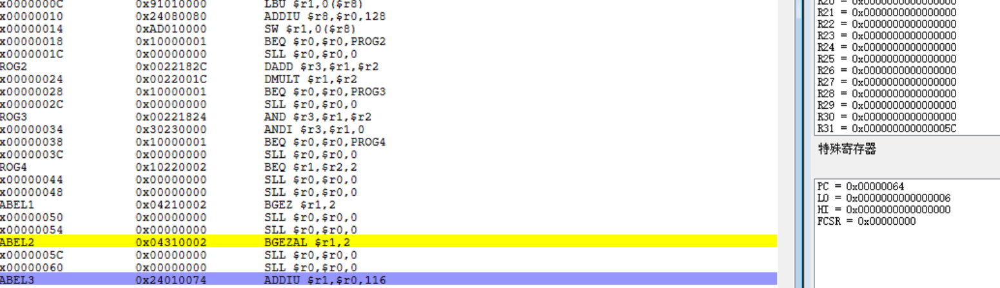 x0000000C 0x91010000 LBU $r1,0($r8)
x00000010 0x24080080 ADDIU $r8,$r0,128
x00000014 0xAD010000 SW $r1,0($r8)
x00000018 0x10000001 BEQ $r0,$r0,PROG2
x0000001C 0x00000000 SLL $r0,$r0,0
ROG2 0x0022182C DADD $r3,$r1,$r2
x00000024 0x0022001C DMULT $r1,$r2
x00000028 0x10000001 BEQ $r0,$r0,PROG3
x0000002C 0x00000000 SLL $r0,$r0,0
ROG3 0x00221824 AND $r3,$r1,$r2
x00000034 0x30230000 ANDI $r3,$r1,0
x00000038 0x10000001 BEQ $r0,$r0,PROG4
x0000003C 0x00000000 SLL $r0,$r0,0
ROG4 0x10220002 BEQ $r1,$r2,2
x00000044 0x00000000 SLL $r0,$r0,0
x00000048 0x00000000 SLL $r0,$r0,0
ABEL1 0x04210002 BGEZ $r1,2
x00000050 0x00000000 SLL $r0,$r0,0
x00000054 0x00000000 SLL $r0,$r0,0
ABEL2 0x04310002 BGEZAL $r1,2
x0000005C 0x00000000 SLL $r0,$r0,0
x00000060 0x00000000 SLL $r0,$r0,0
ABEL3 0x24010074 ADDIU $r1,$r0,116
R20 = 0x0000000000000000
R21 = 0x0000000000000000
R22 = 0x0000000000000000
R23 = 0x0000000000000000
R24 = 0x0000000000000000
R25 = 0x0000000000000000
R26 = 0x0000000000000000
R27 = 0x0000000000000000
R28 = 0x0000000000000000
R29 = 0x0000000000000000
R30 = 0x0000000000000000
R31 = 0x000000000000005C
特殊寄存器
PC = 0x00000064
LO = 0x0000000000000006
HI = 0x0000000000000000
FCSR = 0x00000000